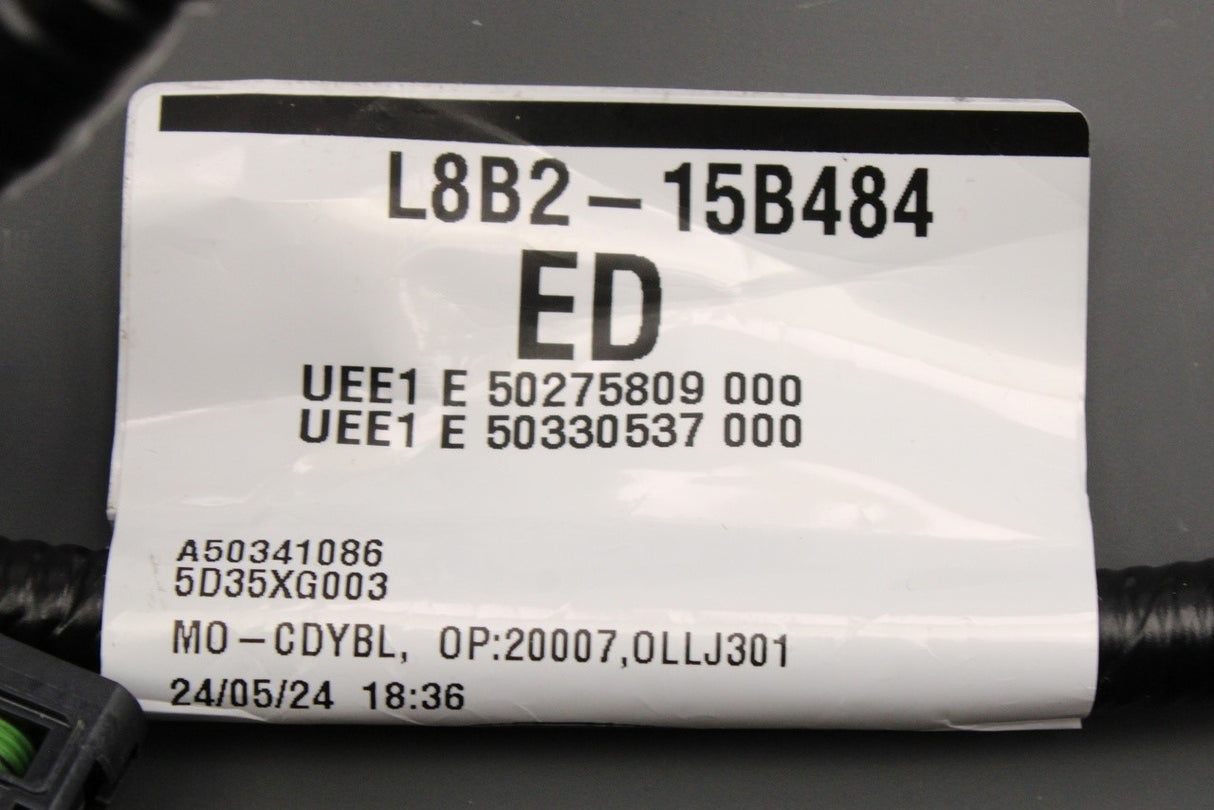 L8B2-15B484
ED
UEE1 E 50275809 000
UEE1 E 50330537 000
A50341086
5D35XG003
MO-CDYBL, OP:20007,OLLJ301
24/05/24 18:36